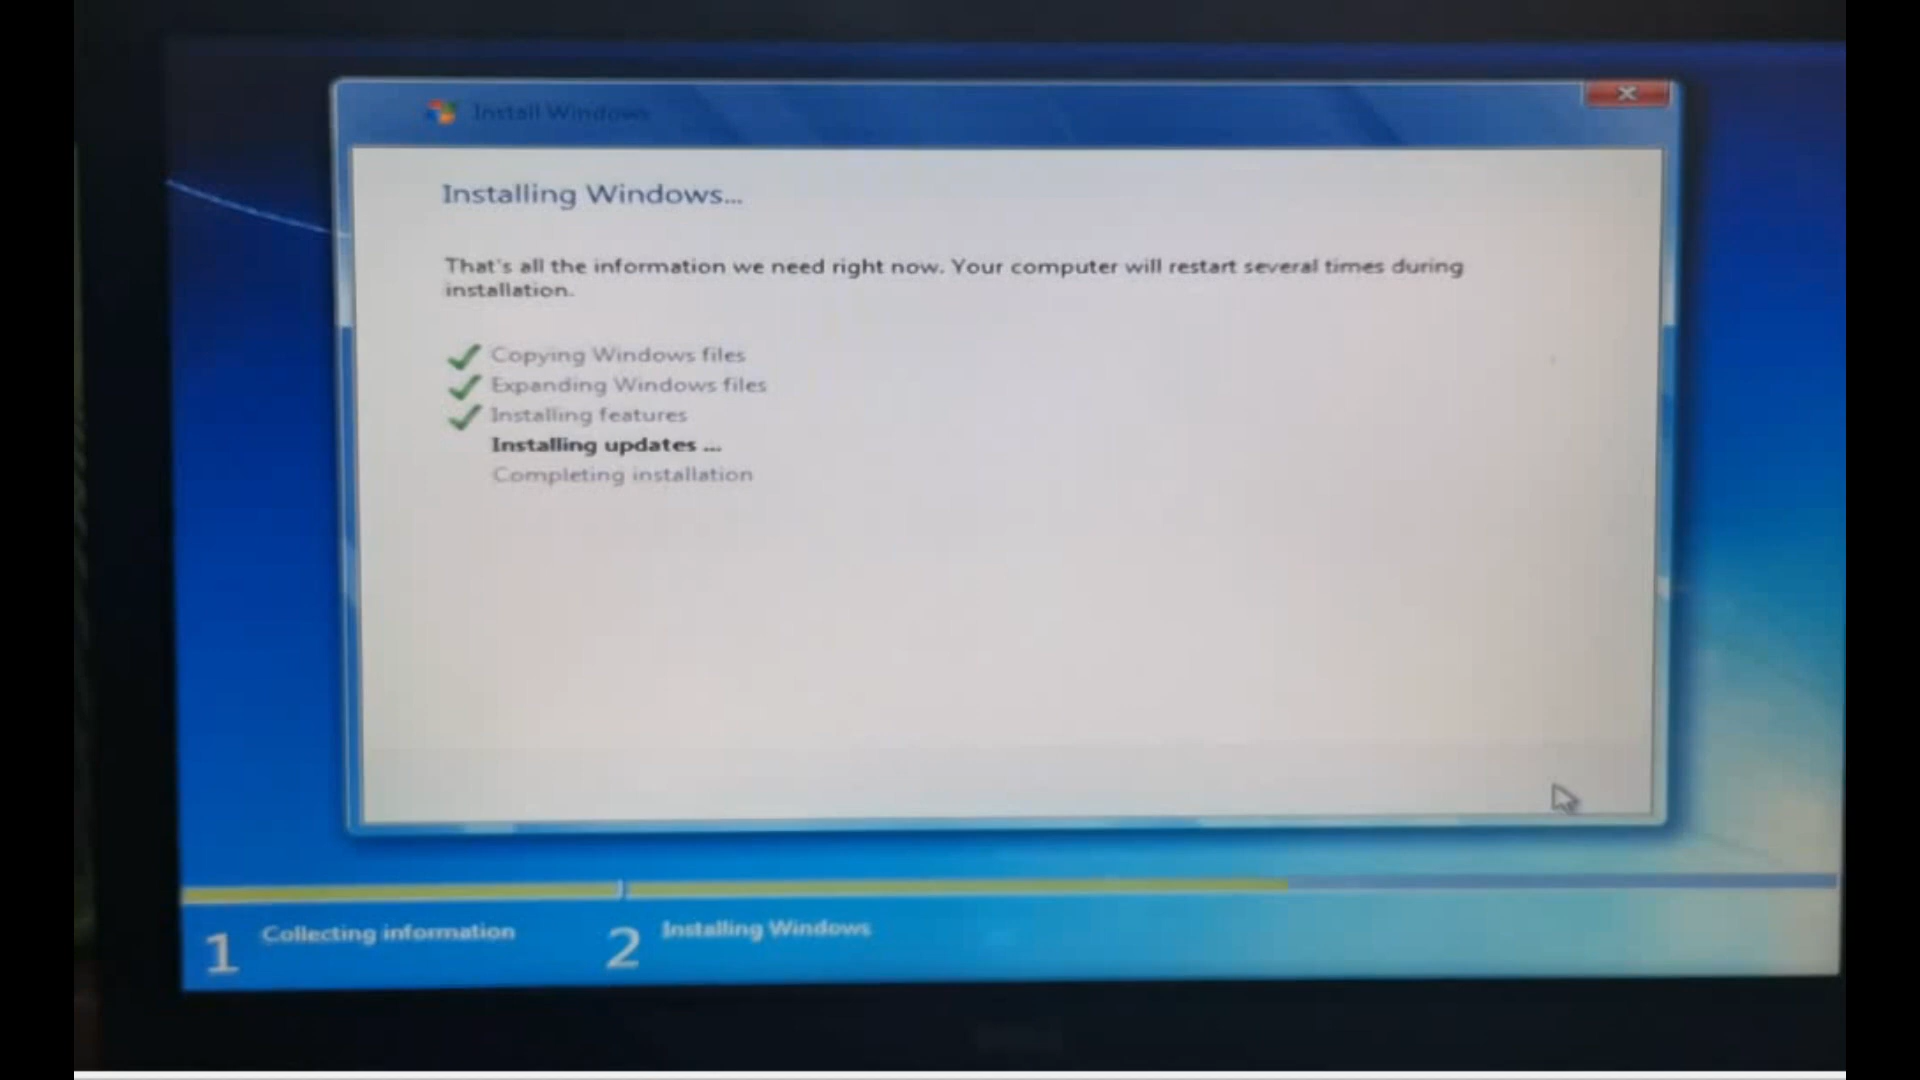 Install Windows
Installing Windows...
That's all the information we need right now. Your computer will restart several times during
installation.
Copying Windows files
Expanding Windows files
Installing features
Installing updates ...
Completing installation
1 Collecting information
2 Installing Windows